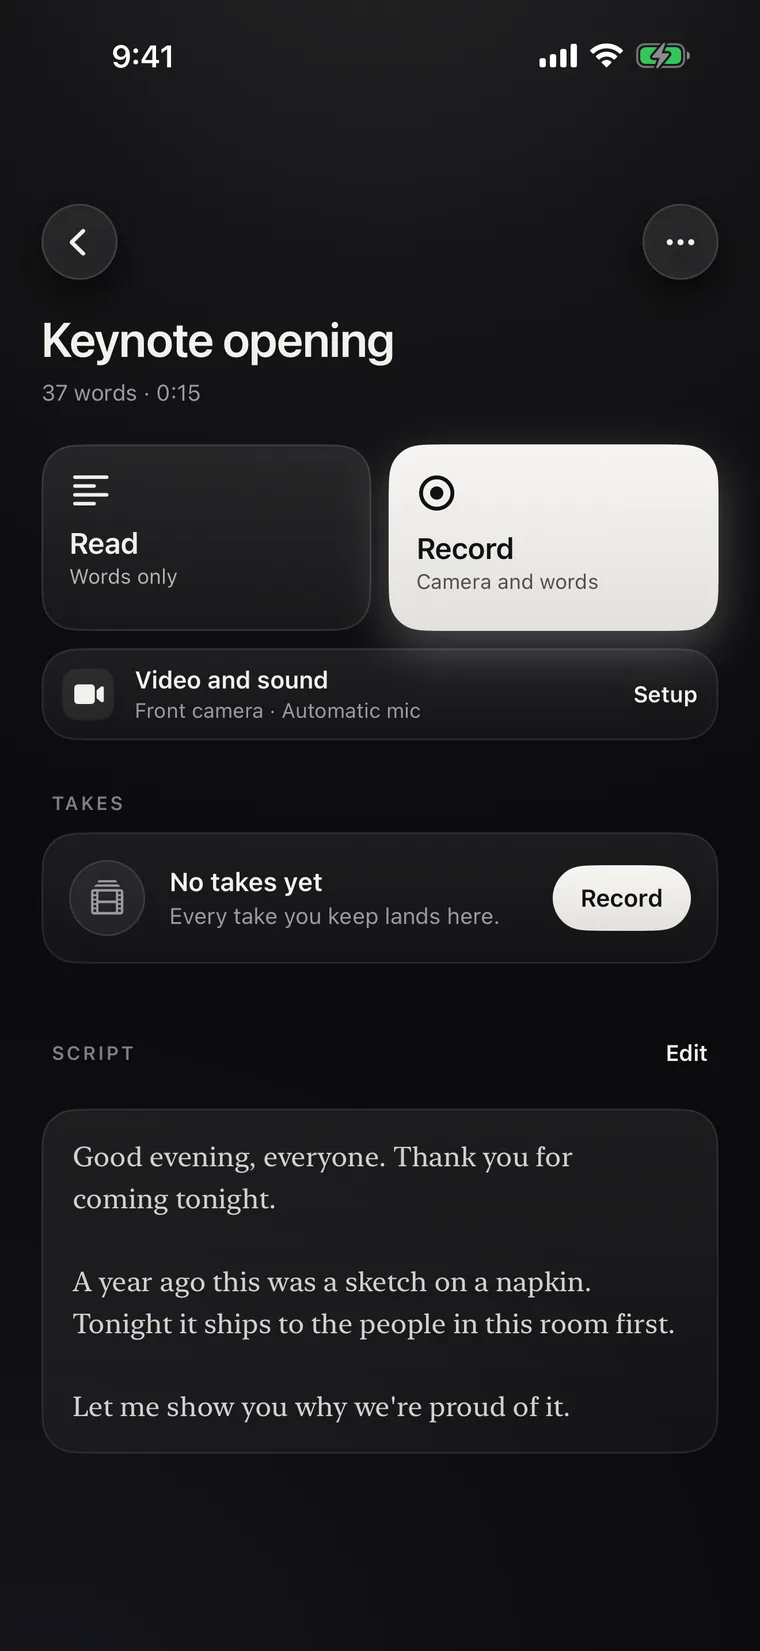 9:41
Keynote opening
37 words · 0:15
Read
Words only
Record
Camera and words
Video and sound
Front camera · Automatic mic
Setup
TAKES
No takes yet
Every take you keep lands here.
Record
SCRIPT
Edit
Good evening, everyone. Thank you for
coming tonight.
A year ago this was a sketch on a napkin.
Tonight it ships to the people in this room first.
Let me show you why we're proud of it.